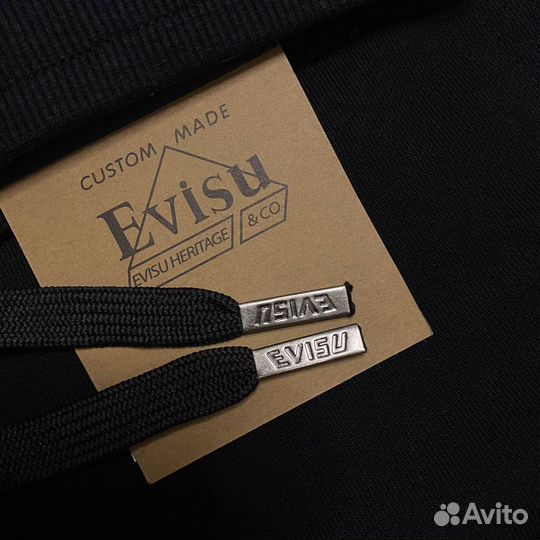 CUSTOM MADE
Evisu
EVISU HERITAGE & CO
EVISU
EVISU
Avito